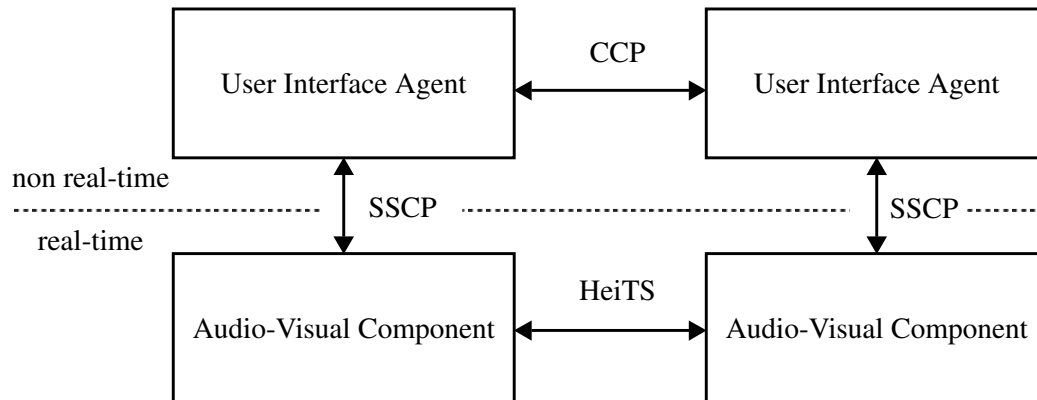 CCP
User Interface Agent
User Interface Agent
non real-time
SSCP
SSCP
real-time
HeiTS
Audio-Visual Component
Audio-Visual Component